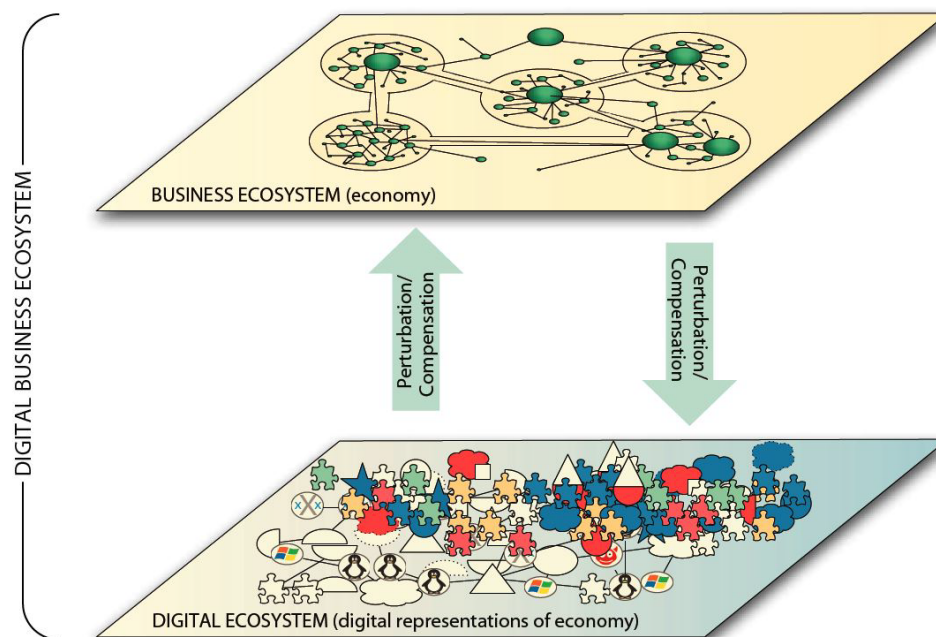 DIGITAL BUSINESS ECOSYSTEM
BUSINESS ECOSYSTEM (economy)
Perturbation/
Compensation
Perturbation/
Compensation
X X
DIGITAL ECOSYSTEM (digital representations of economy)